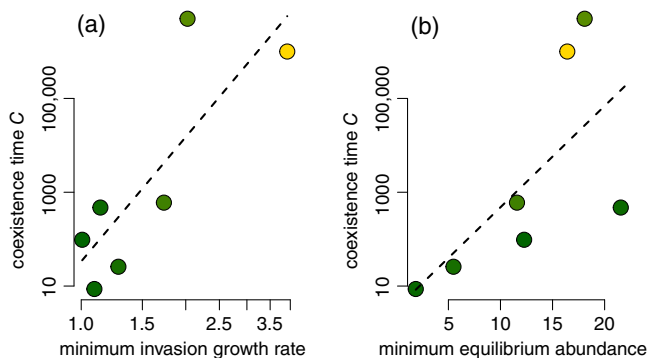 (a)
coexistence time C
100,000
1000
10
1.0 1.5 2.5 3.5
minimum invasion growth rate
(b)
coexistence time C
100,000
1000
10
5 10 15 20
minimum equilibrium abundance